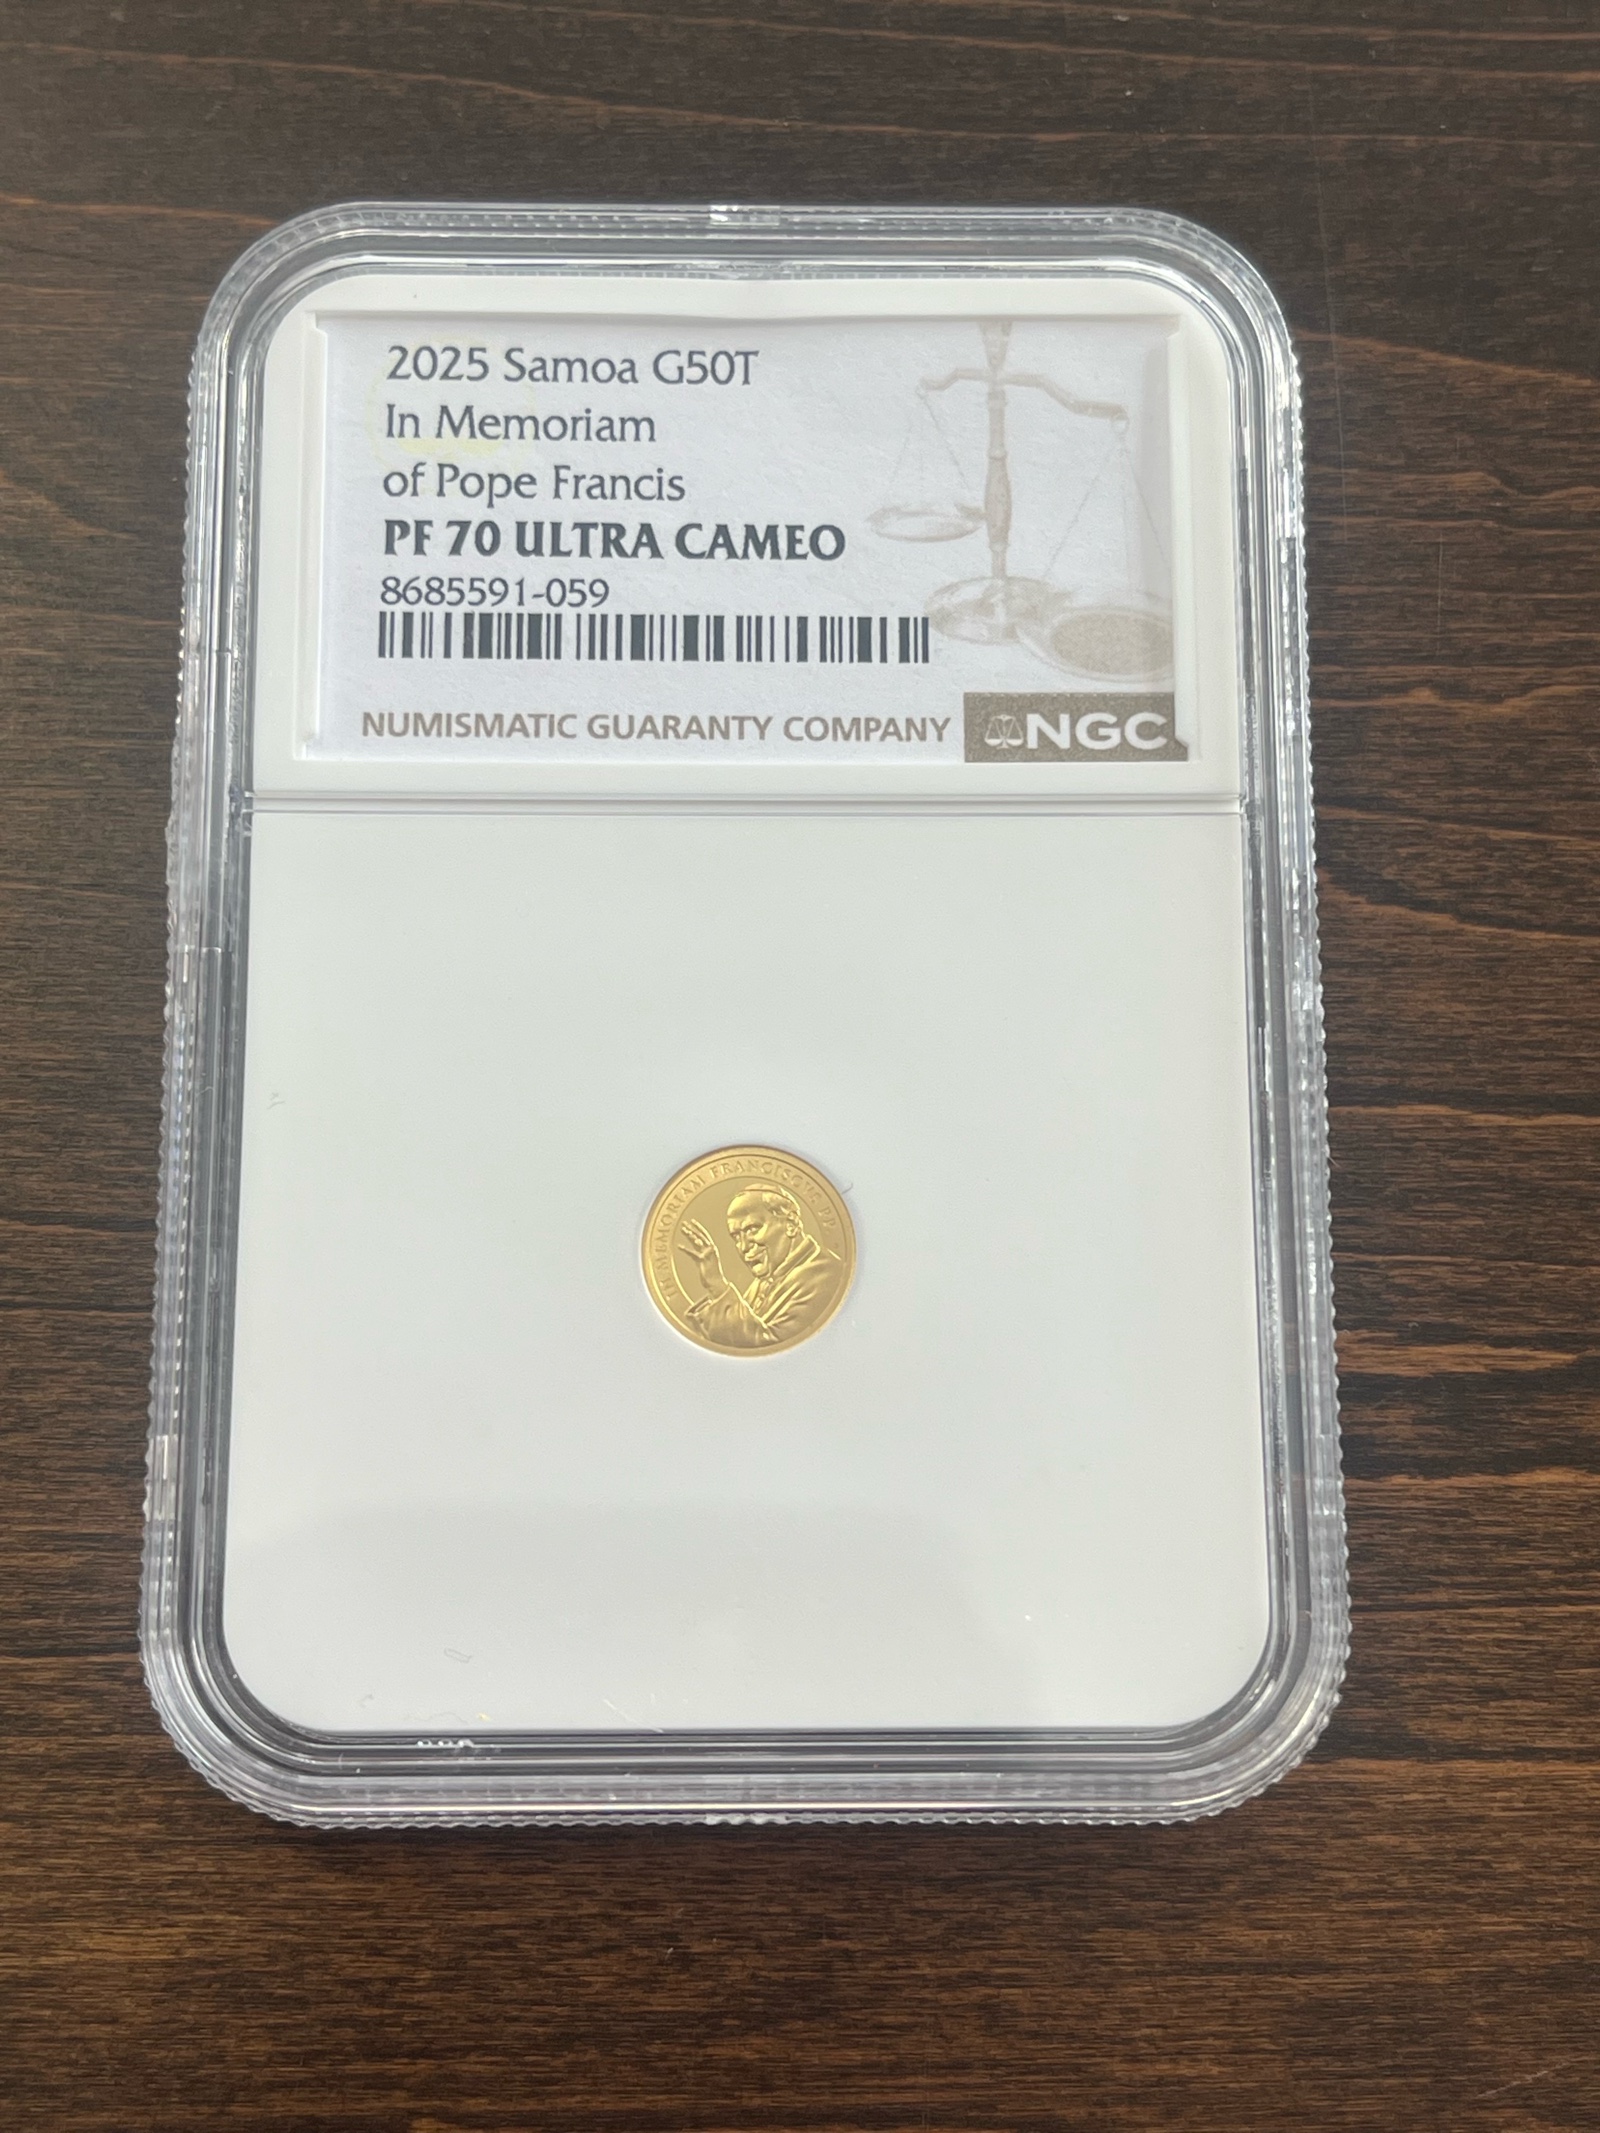 2025 Samoa G50T
In Memoriam
of Pope Francis
PF 70 ULTRA CAMEO
8685591-059
NUMISMATIC GUARANTY COMPANY NGC
IN MEMORIAM FRANCISCVS PP